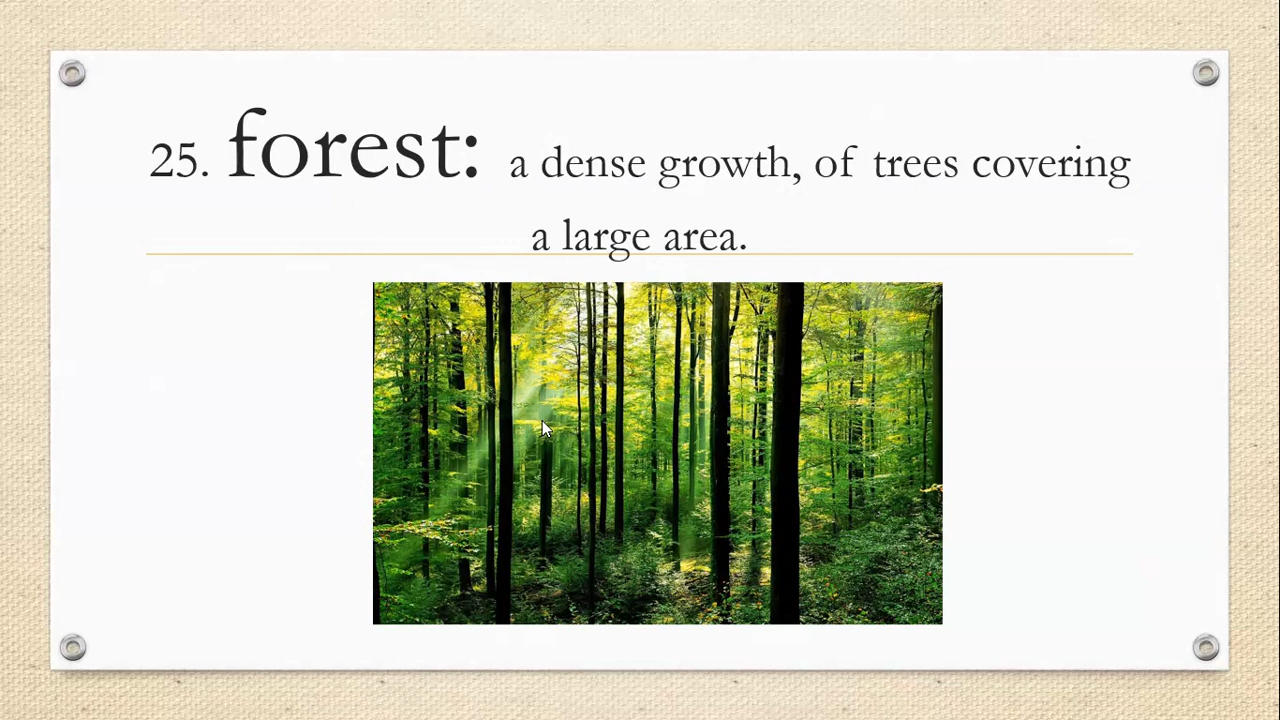 25. forest: a dense growth, of trees covering
a large area.